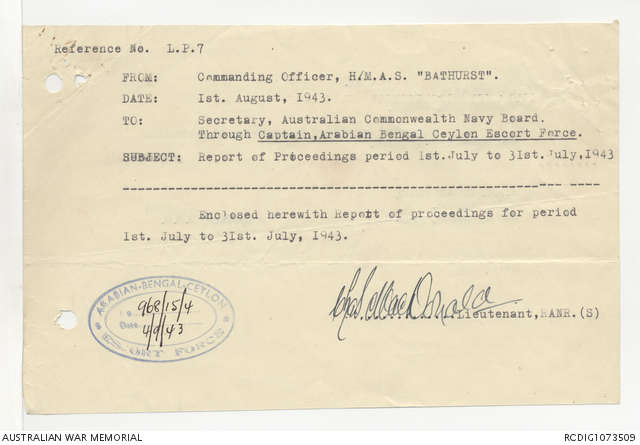 Reference No. L.P.7
FROM: Commanding Officer, H.M.A.S. "BATHURST".
DATE: 1st. August, 1943.
TO: Secretary, Australian Commonwealth Navy Board.
Through Captain, Arabian Bengal Ceylon Escort Force.
SUBJECT: Report of Proceedings period 1st. July to 31st. July, 1943
Enclosed herewith Report of proceedings for period
1st. July to 31st. July, 1943.
ARABIAN-BENGAL-CEYLON
968/15/4
Date
4/9/43
ESCORT FORCE
Lieutenant, RANR.(S)
AUSTRALIAN WAR MEMORIAL
RCDIG1073509